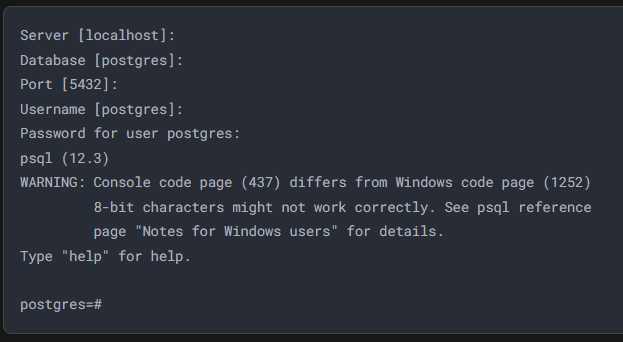 Server [localhost]:
Database [postgres]:
Port [5432]:
Username [postgres]:
Password for user postgres:
psql (12.3)
WARNING: Console code page (437) differs from Windows code page (1252)
         8-bit characters might not work correctly. See psql reference
         page "Notes for Windows users" for details.
Type "help" for help.

postgres=#